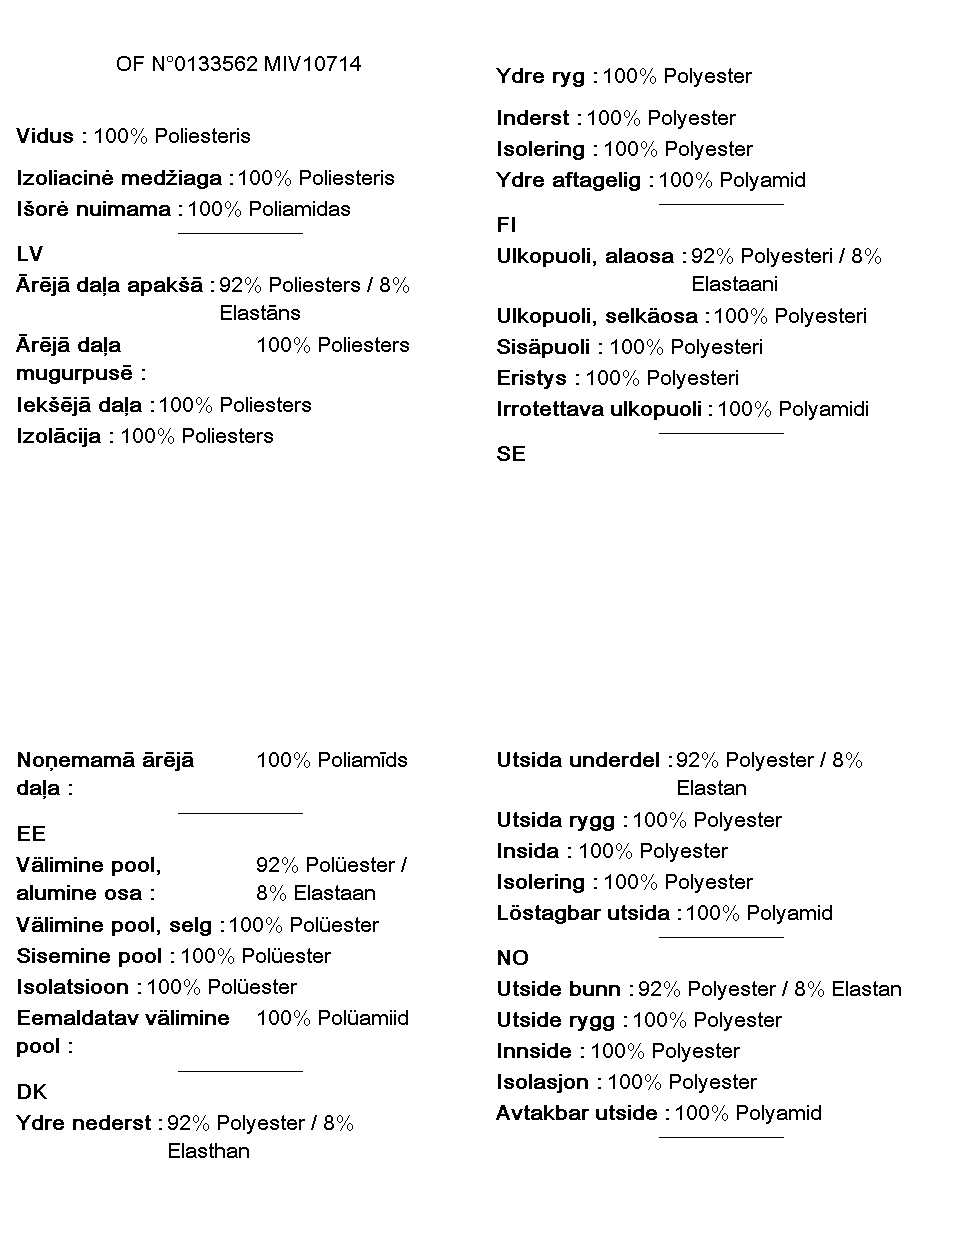 OF N°0133562 MIV10714
Vidus : 100% Poliesteris
Izoliacinė medžiaga : 100% Poliesteris
Išorė nuimama : 100% Poliamidas
LV
Ārējā daļa apakšā : 92% Poliesters / 8%
Elastāns
Ārējā daļa 100% Poliesters
mugurpusē :
Iekšējā daļa : 100% Poliesters
Izolācija : 100% Poliesters
Noņemamā ārējā 100% Poliamīds
daļa :
EE
Välimine pool, 92% Polüester /
alumine osa : 8% Elastaan
Välimine pool, selg : 100% Polüester
Sisemine pool : 100% Polüester
Isolatsioon : 100% Polüester
Eemaldatav välimine 100% Polüamiid
pool :
DK
Ydre nederst : 92% Polyester / 8%
Elasthan
Ydre ryg : 100% Polyester
Inderst : 100% Polyester
Isolering : 100% Polyester
Ydre aftagelig : 100% Polyamid
FI
Ulkopuoli, alaosa : 92% Polyesteri / 8%
Elastaani
Ulkopuoli, selkäosa : 100% Polyesteri
Sisäpuoli : 100% Polyesteri
Eristys : 100% Polyesteri
Irrotettava ulkopuoli : 100% Polyamidi
SE
Utsida underdel : 92% Polyester / 8%
Elastan
Utsida rygg : 100% Polyester
Insida : 100% Polyester
Isolering : 100% Polyester
Löstagbar utsida : 100% Polyamid
NO
Utside bunn : 92% Polyester / 8% Elastan
Utside rygg : 100% Polyester
Innside : 100% Polyester
Isolasjon : 100% Polyester
Avtakbar utside : 100% Polyamid